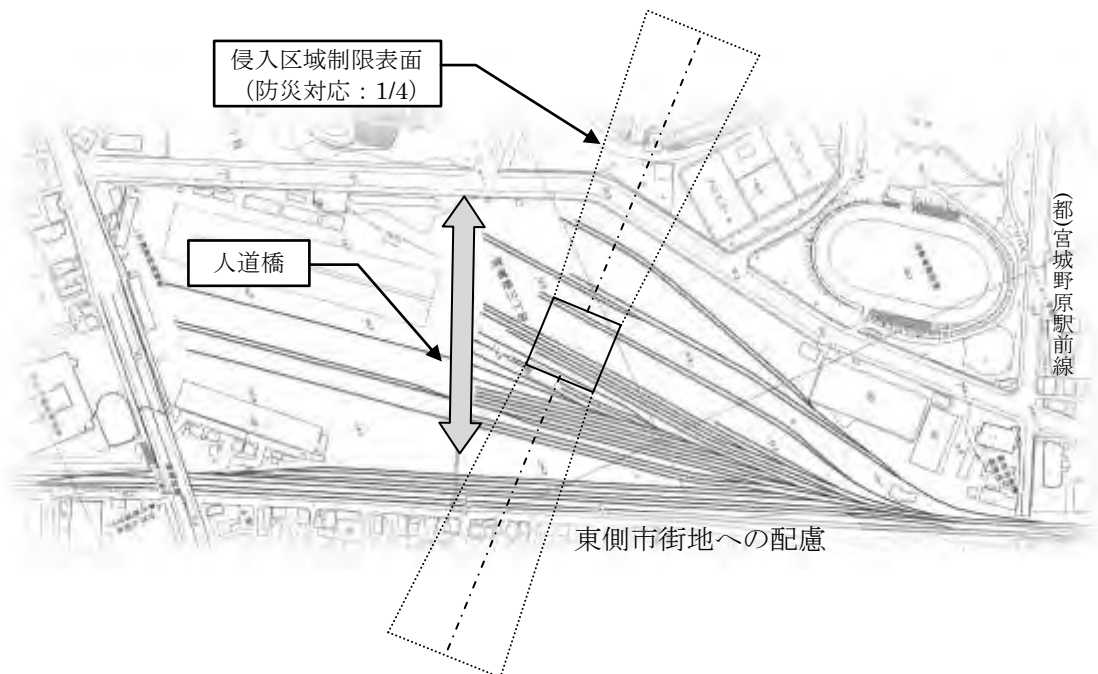 侵入区域制限表面
（防災対応：1/4）
人道橋
(都)宮城野原駅前線
東側市街地への配慮